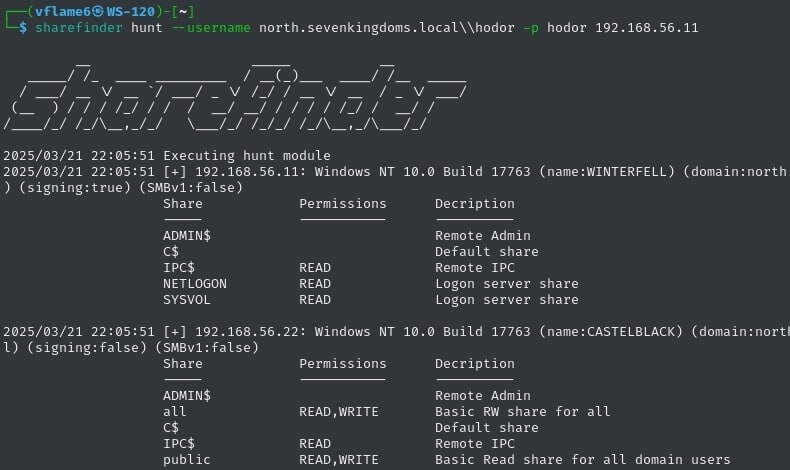 ┌──(vflame6㉿WS-120)-[~]
└─$ sharefinder hunt --username north.sevenkingdoms.local\\hodor -p hodor 192.168.56.11
sharefinder
2025/03/21 22:05:51 Executing hunt module
2025/03/21 22:05:51 [+] 192.168.56.11: Windows NT 10.0 Build 17763 (name:WINTERFELL) (domain:north.
) (signing:true) (SMBv1:false)
Share Permissions Decription
ADMIN$ Remote Admin
C$ Default share
IPC$ READ Remote IPC
NETLOGON READ Logon server share
SYSVOL READ Logon server share
2025/03/21 22:05:51 [+] 192.168.56.22: Windows NT 10.0 Build 17763 (name:CASTELBLACK) (domain:north
l) (signing:false) (SMBv1:false)
Share Permissions Decription
ADMIN$ Remote Admin
all READ,WRITE Basic RW share for all
C$ Default share
IPC$ READ Remote IPC
public READ,WRITE Basic Read share for all domain users